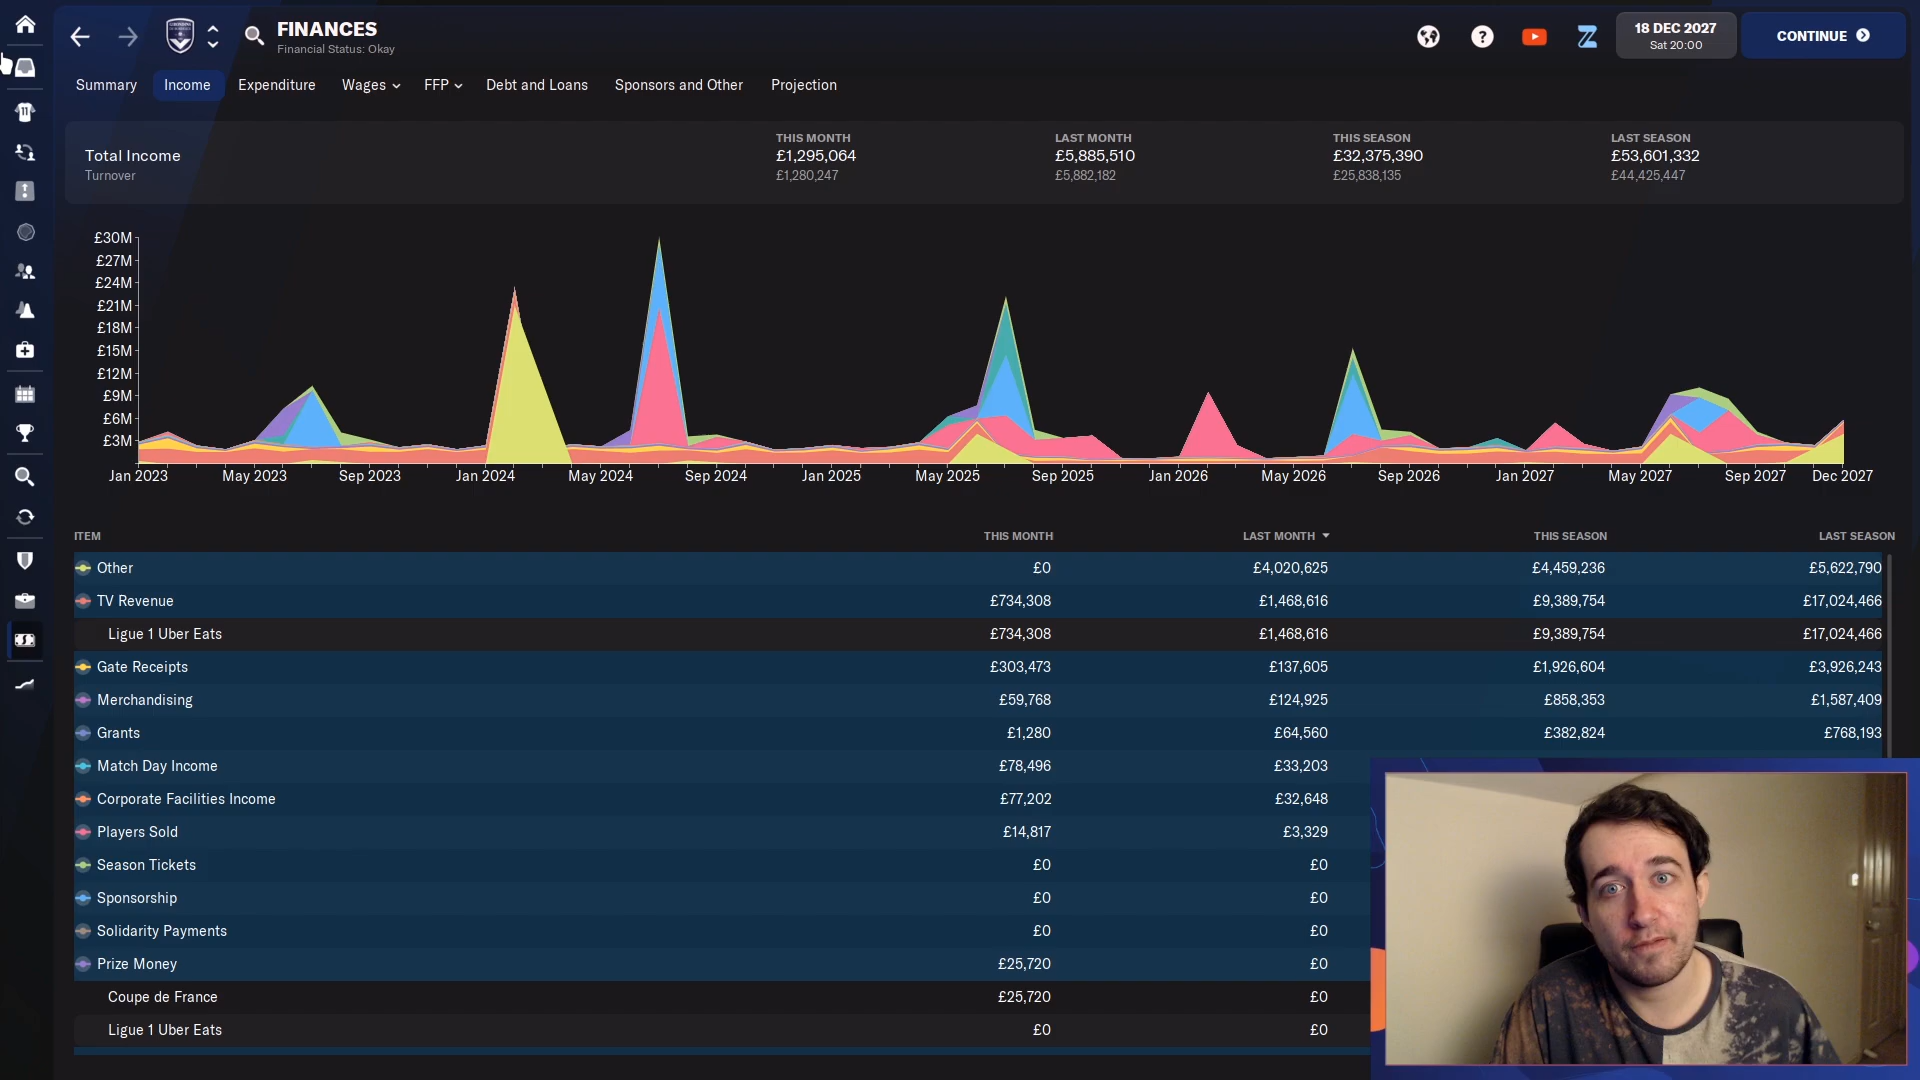 FINANCES
Financial Status: Okay
18 DEC 2027
Sat 20:00
CONTINUE
Summary
Income
Expenditure
Wages
FFP
Debt and Loans
Sponsors and Other
Projection
THIS MONTH
LAST MONTH
THIS SEASON
LAST SEASON
Total Income
£1,295,064
£5,885,510
£32,375,390
£53,601,332
Turnover
£1,280,247
£5,882,182
£25,838,135
£44,425,447
£30M
£27M
£24M
£21M
£18M
£15M
£12M
£9M
£6M
£3M
Jan 2023
May 2023
Sep 2023
Jan 2024
May 2024
Sep 2024
Jan 2025
May 2025
Sep 2025
Jan 2026
May 2026
Sep 2026
Jan 2027
May 2027
Sep 2027
Dec 2027
ITEM THIS MONTH LAST MONTH THIS SEASON LAST SEASON
Other £0 £4,020,625 £4,459,236 £5,622,790
TV Revenue £734,308 £1,468,616 £9,389,754 £17,024,466
Ligue 1 Uber Eats £734,308 £1,468,616 £9,389,754 £17,024,466
Gate Receipts £303,473 £137,605 £1,926,604 £3,926,243
Merchandising £59,768 £124,925 £858,353 £1,587,409
Grants £1,280 £64,560 £382,824 £768,193
Match Day Income £78,496 £33,203
Corporate Facilities Income £77,202 £32,648
Players Sold £14,817 £3,329
Season Tickets £0 £0
Sponsorship £0 £0
Solidarity Payments £0 £0
Prize Money £25,720 £0
Coupe de France £25,720 £0
Ligue 1 Uber Eats £0 £0